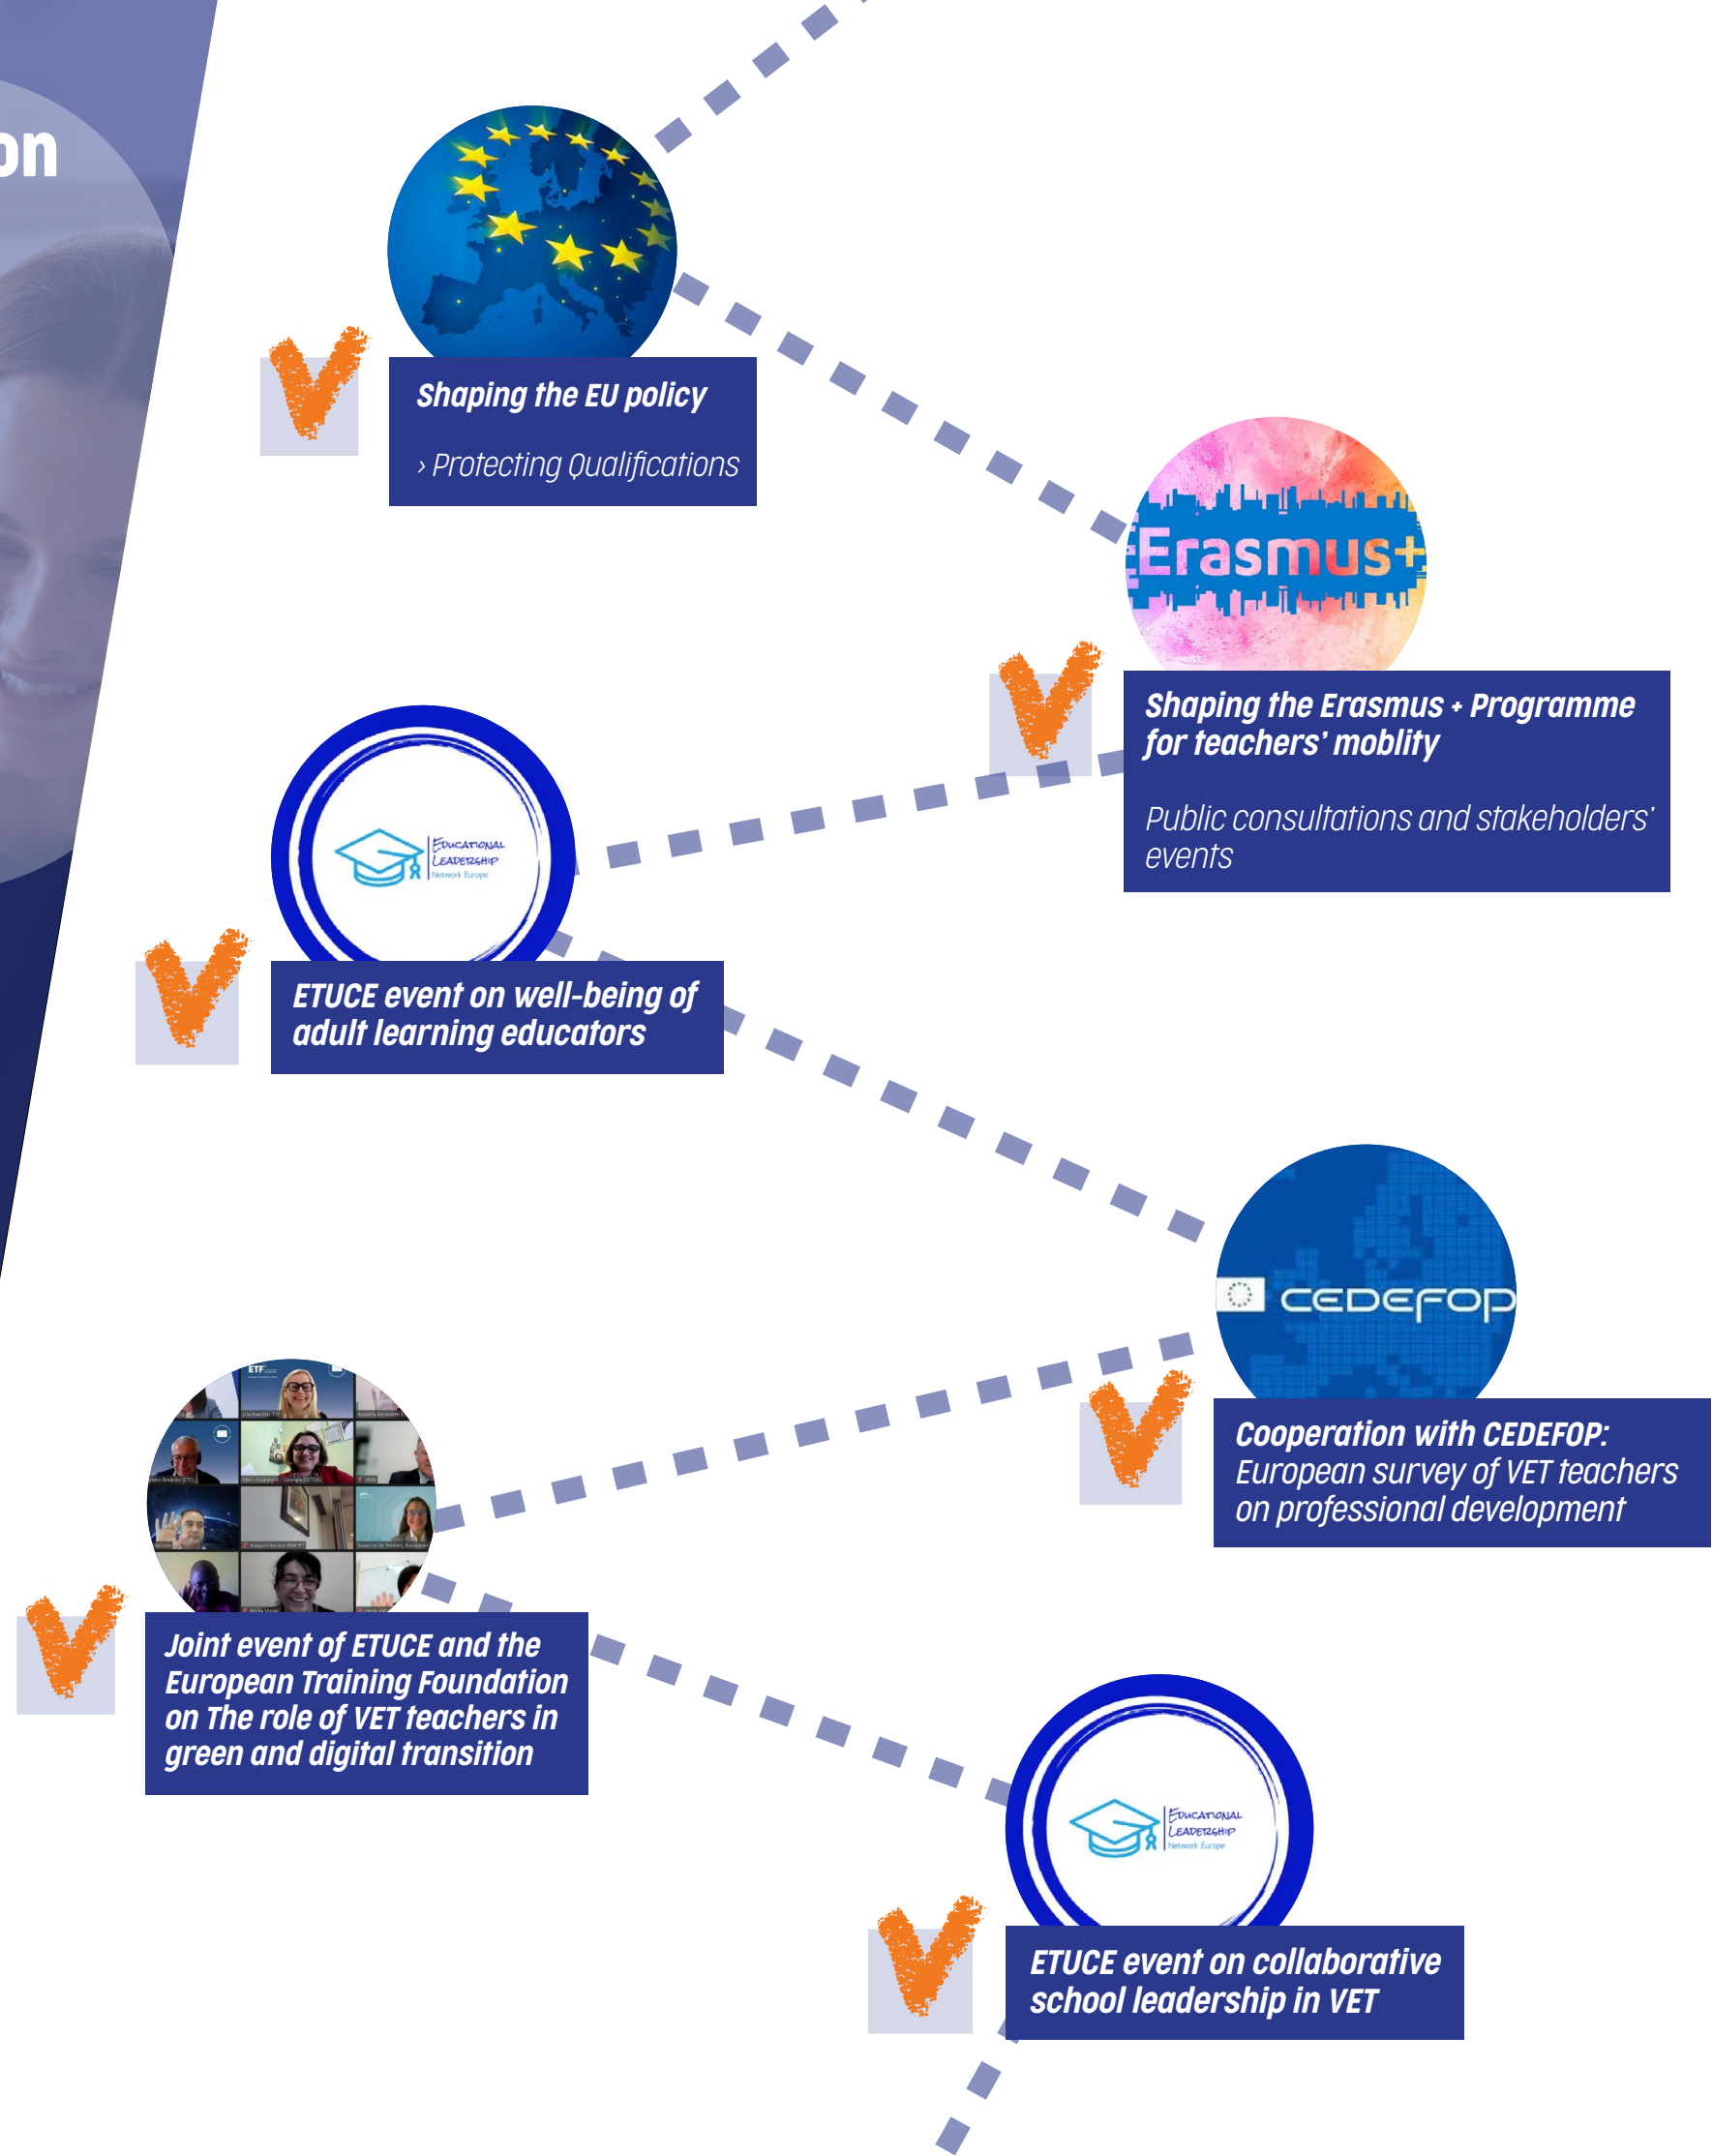 on
Shaping the EU policy
› Protecting Qualifications
Erasmus+
Shaping the Erasmus + Programme
for teachers' moblity
Public consultations and stakeholders'
events
EDUCATIONAL
LEADERSHIP
Network Europe
ETUCE event on well-being of
adult learning educators
CEDEFOP
Cooperation with CEDEFOP:
European survey of VET teachers
on professional development
ETF
Joint event of ETUCE and the
European Training Foundation
on The role of VET teachers in
green and digital transition
EDUCATIONAL
LEADERSHIP
Network Europe
ETUCE event on collaborative
school leadership in VET